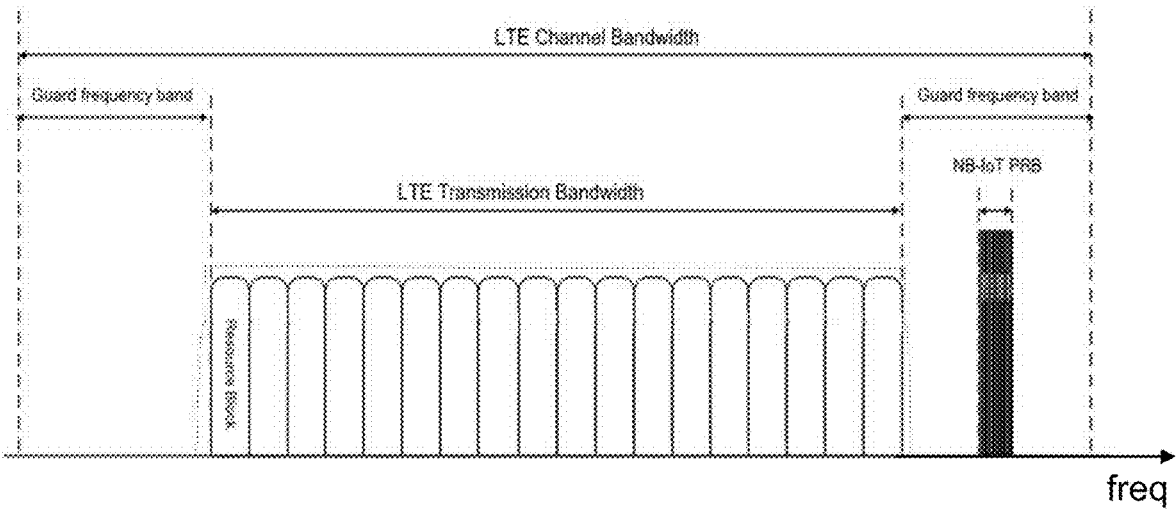 LTE Channel Bandwidth
Guard frequency band
Guard frequency band
NB-IoT PRB
LTE Transmission Bandwidth
Resource Block
freq